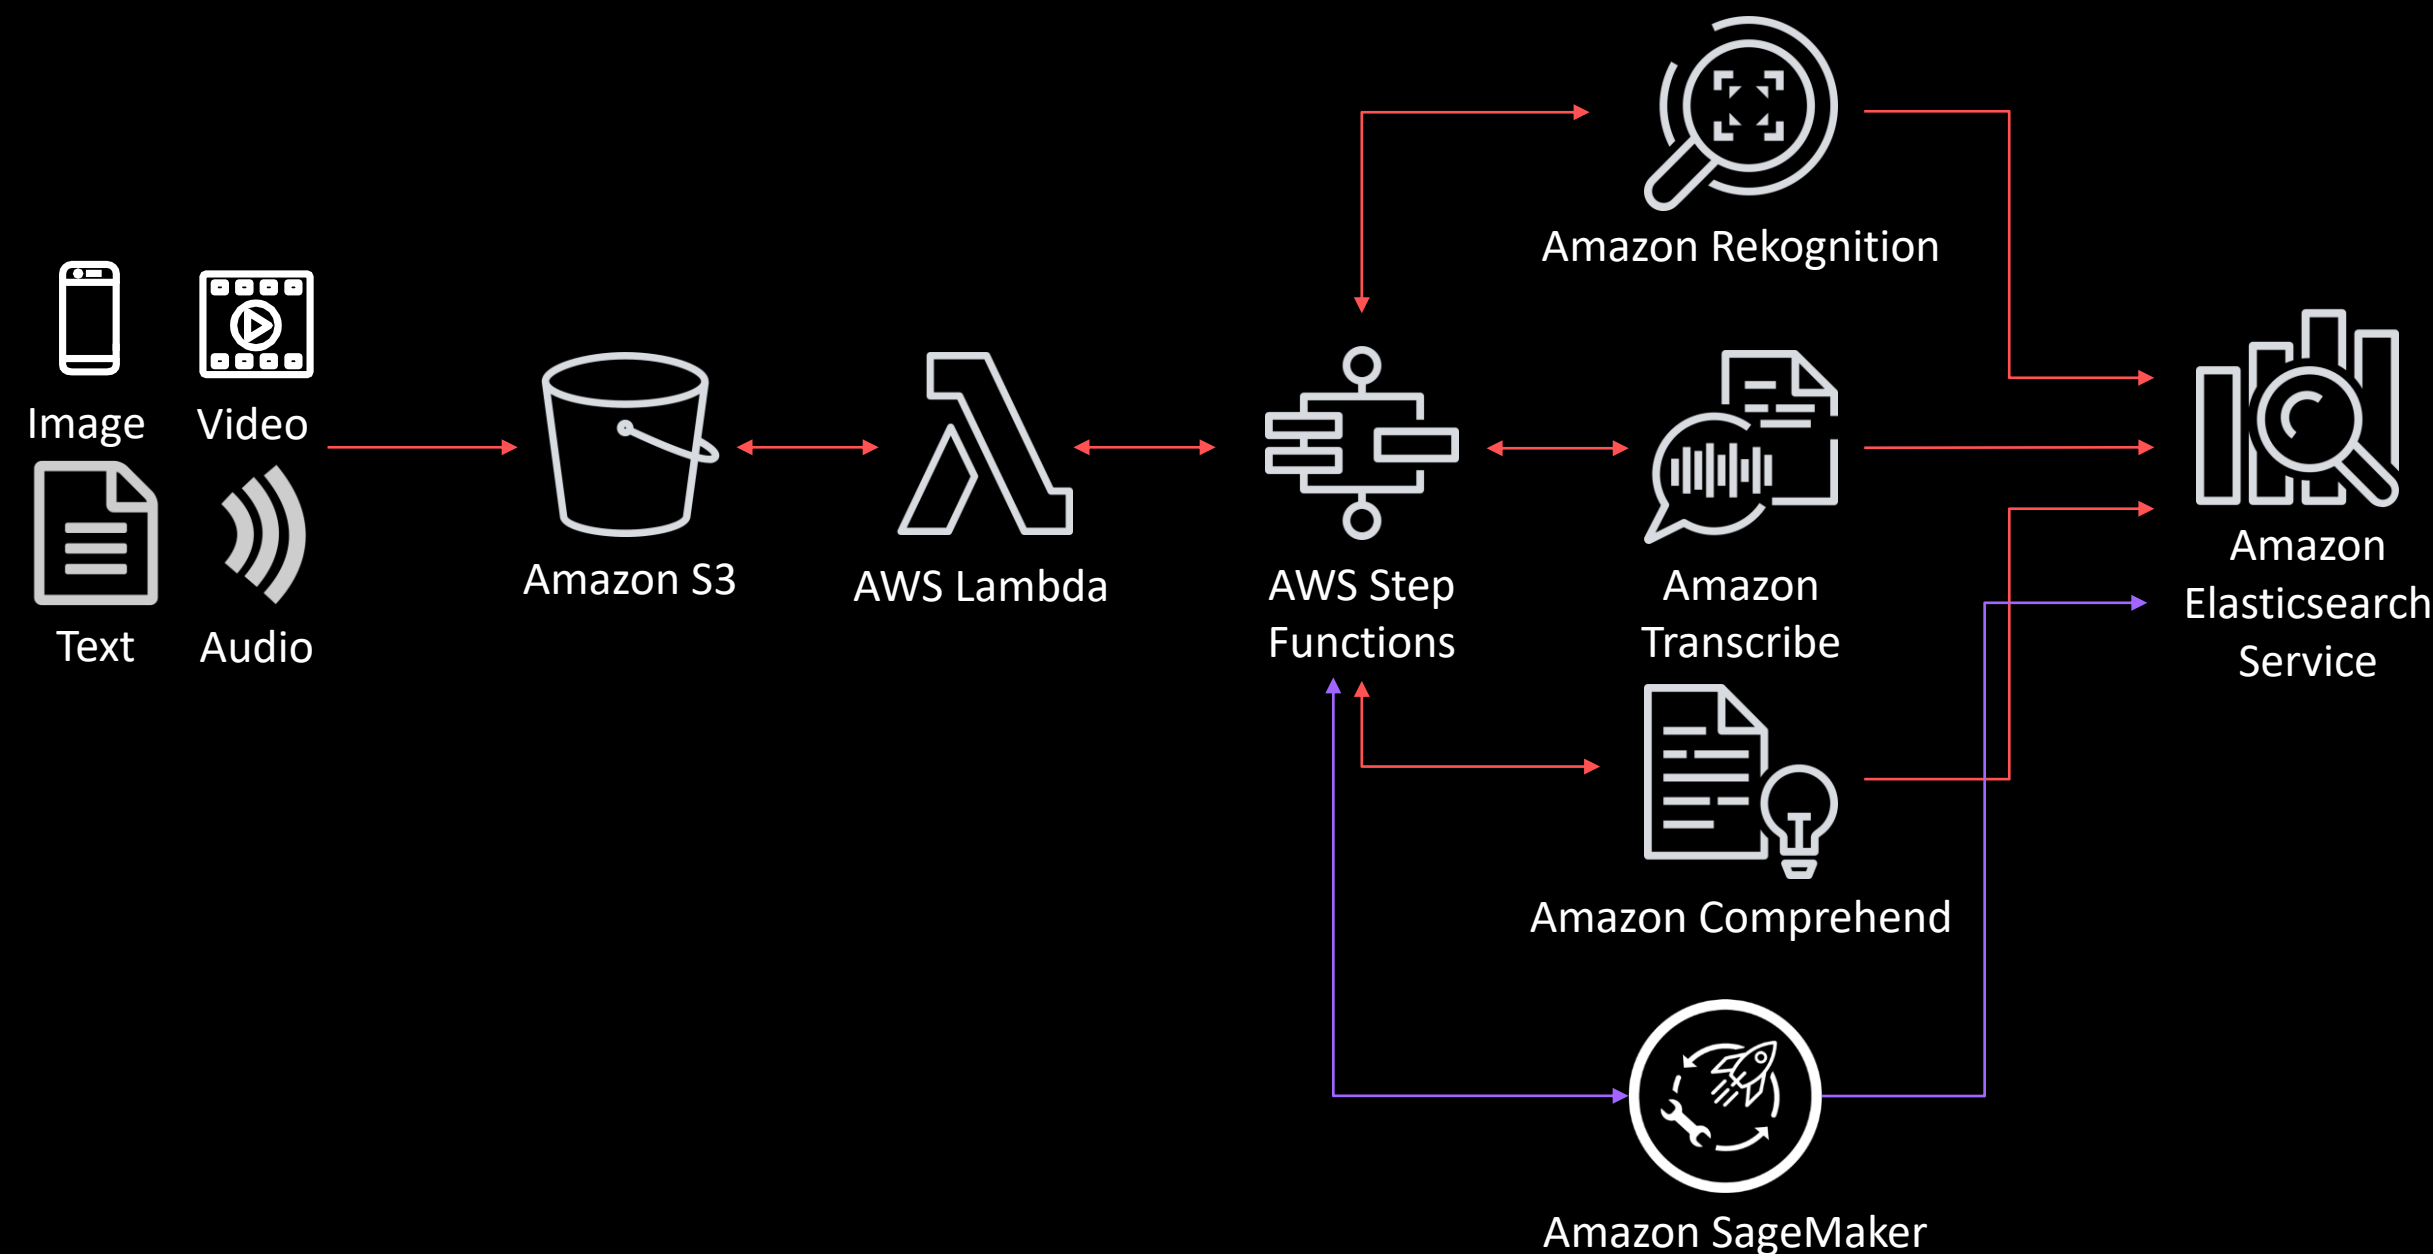 Image
Video
Text
Audio
Amazon S3
AWS Lambda
AWS Step
Functions
Amazon Rekognition
Amazon
Transcribe
Amazon Comprehend
Amazon SageMaker
Amazon
Elasticsearch
Service